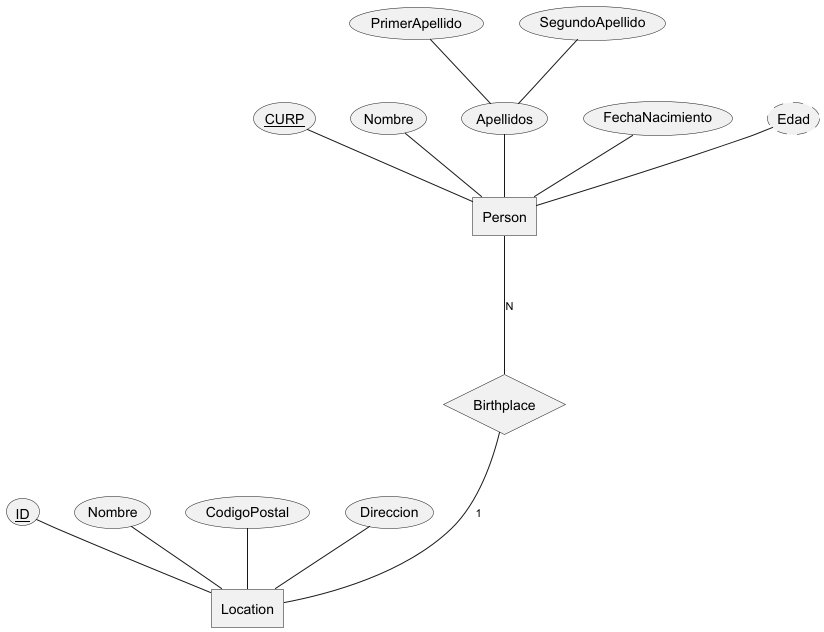 PrimerApellido
SegundoApellido
CURP
Nombre
Apellidos
FechaNacimiento
Edad
Person
N
Birthplace
ID
Nombre
CodigoPostal
Direccion
1
Location